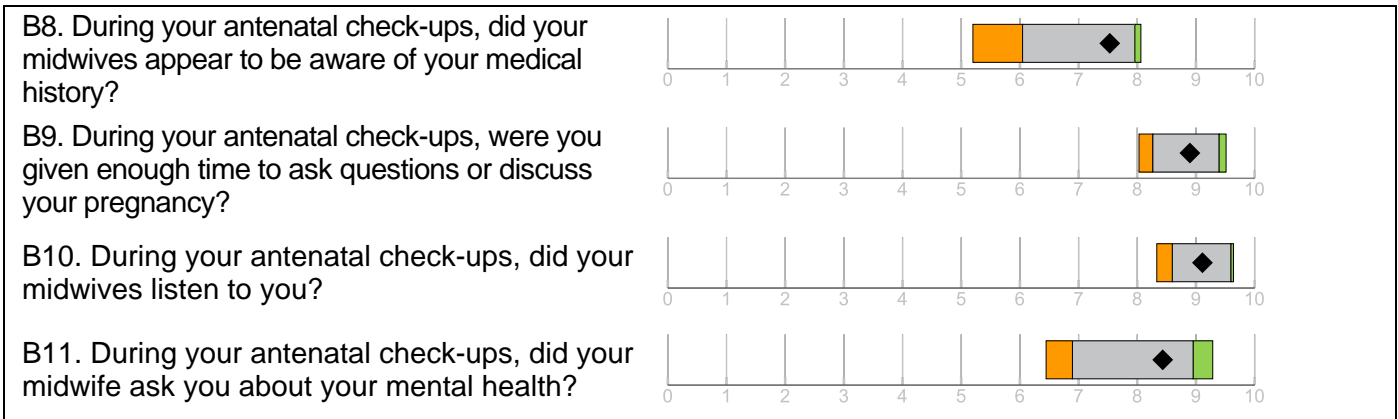 B8. During your antenatal check-ups, did your
midwives appear to be aware of your medical
history?
0 1 2 3 4 5 6 7 8 9 10
B9. During your antenatal check-ups, were you
given enough time to ask questions or discuss
your pregnancy?
0 1 2 3 4 5 6 7 8 9 10
B10. During your antenatal check-ups, did your
midwives listen to you?
0 1 2 3 4 5 6 7 8 9 10
B11. During your antenatal check-ups, did your
midwife ask you about your mental health?
0 1 2 3 4 5 6 7 8 9 10